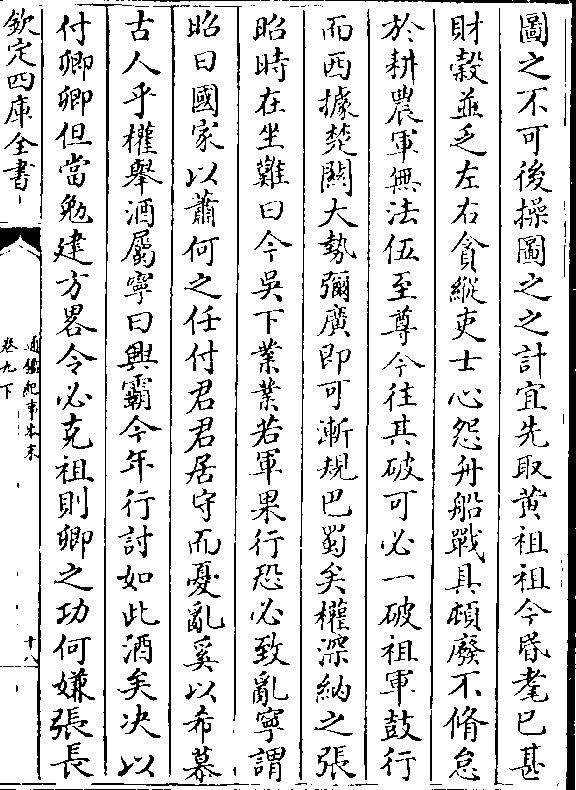 圖之不可後操圖之之計宜先取黄祖祖今昬耄已甚
財糓並乏左右貪縱吏士心怨舟船戰具頓廢不脩怠
於耕農軍無法伍至尊今往其破可必一破祖軍鼓行
而西據楚關大勢彌廣即可漸規巴蜀矣權深納之張
昭時在坐難曰今吳下業業若軍果行恐必致亂寧謂
昭曰國家以蕭何之任付君君居守而憂亂奚以希慕
古人乎權舉酒屬寧曰興霸今年行討如此酒矣决以
付卿卿但當勉建方畧令必克祖則卿之功何嫌張長
欽定四庫全書
通鑑紀事本末
卷九下
十八